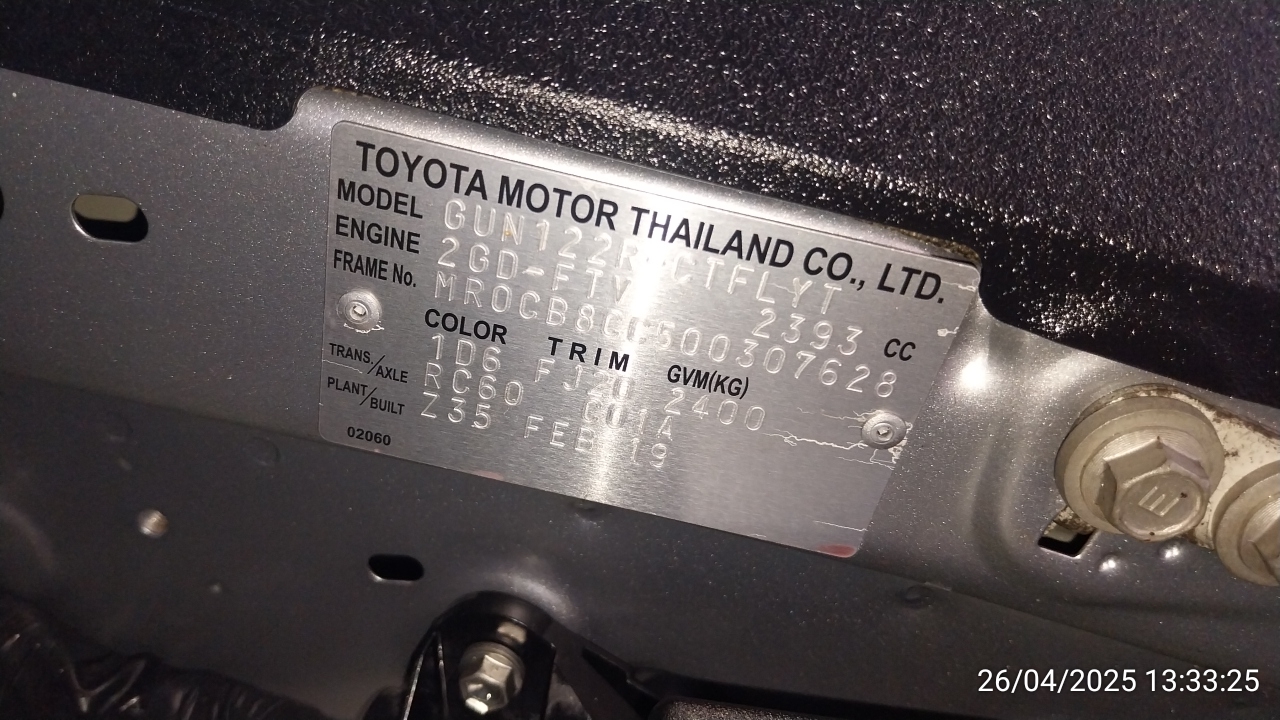 TOYOTA MOTOR THAILAND CO., LTD.
MODEL GUN122R-CTFLYT
ENGINE 2GD-FTV 2393 CC
FRAME No.
COLOR TRIM GVM(KG)
1D6 FJ20 2400
TRANS./AXLE RC60 C01A
PLANT/BUILT Z35 FEB 19
02060
26/04/2025 13:33:25